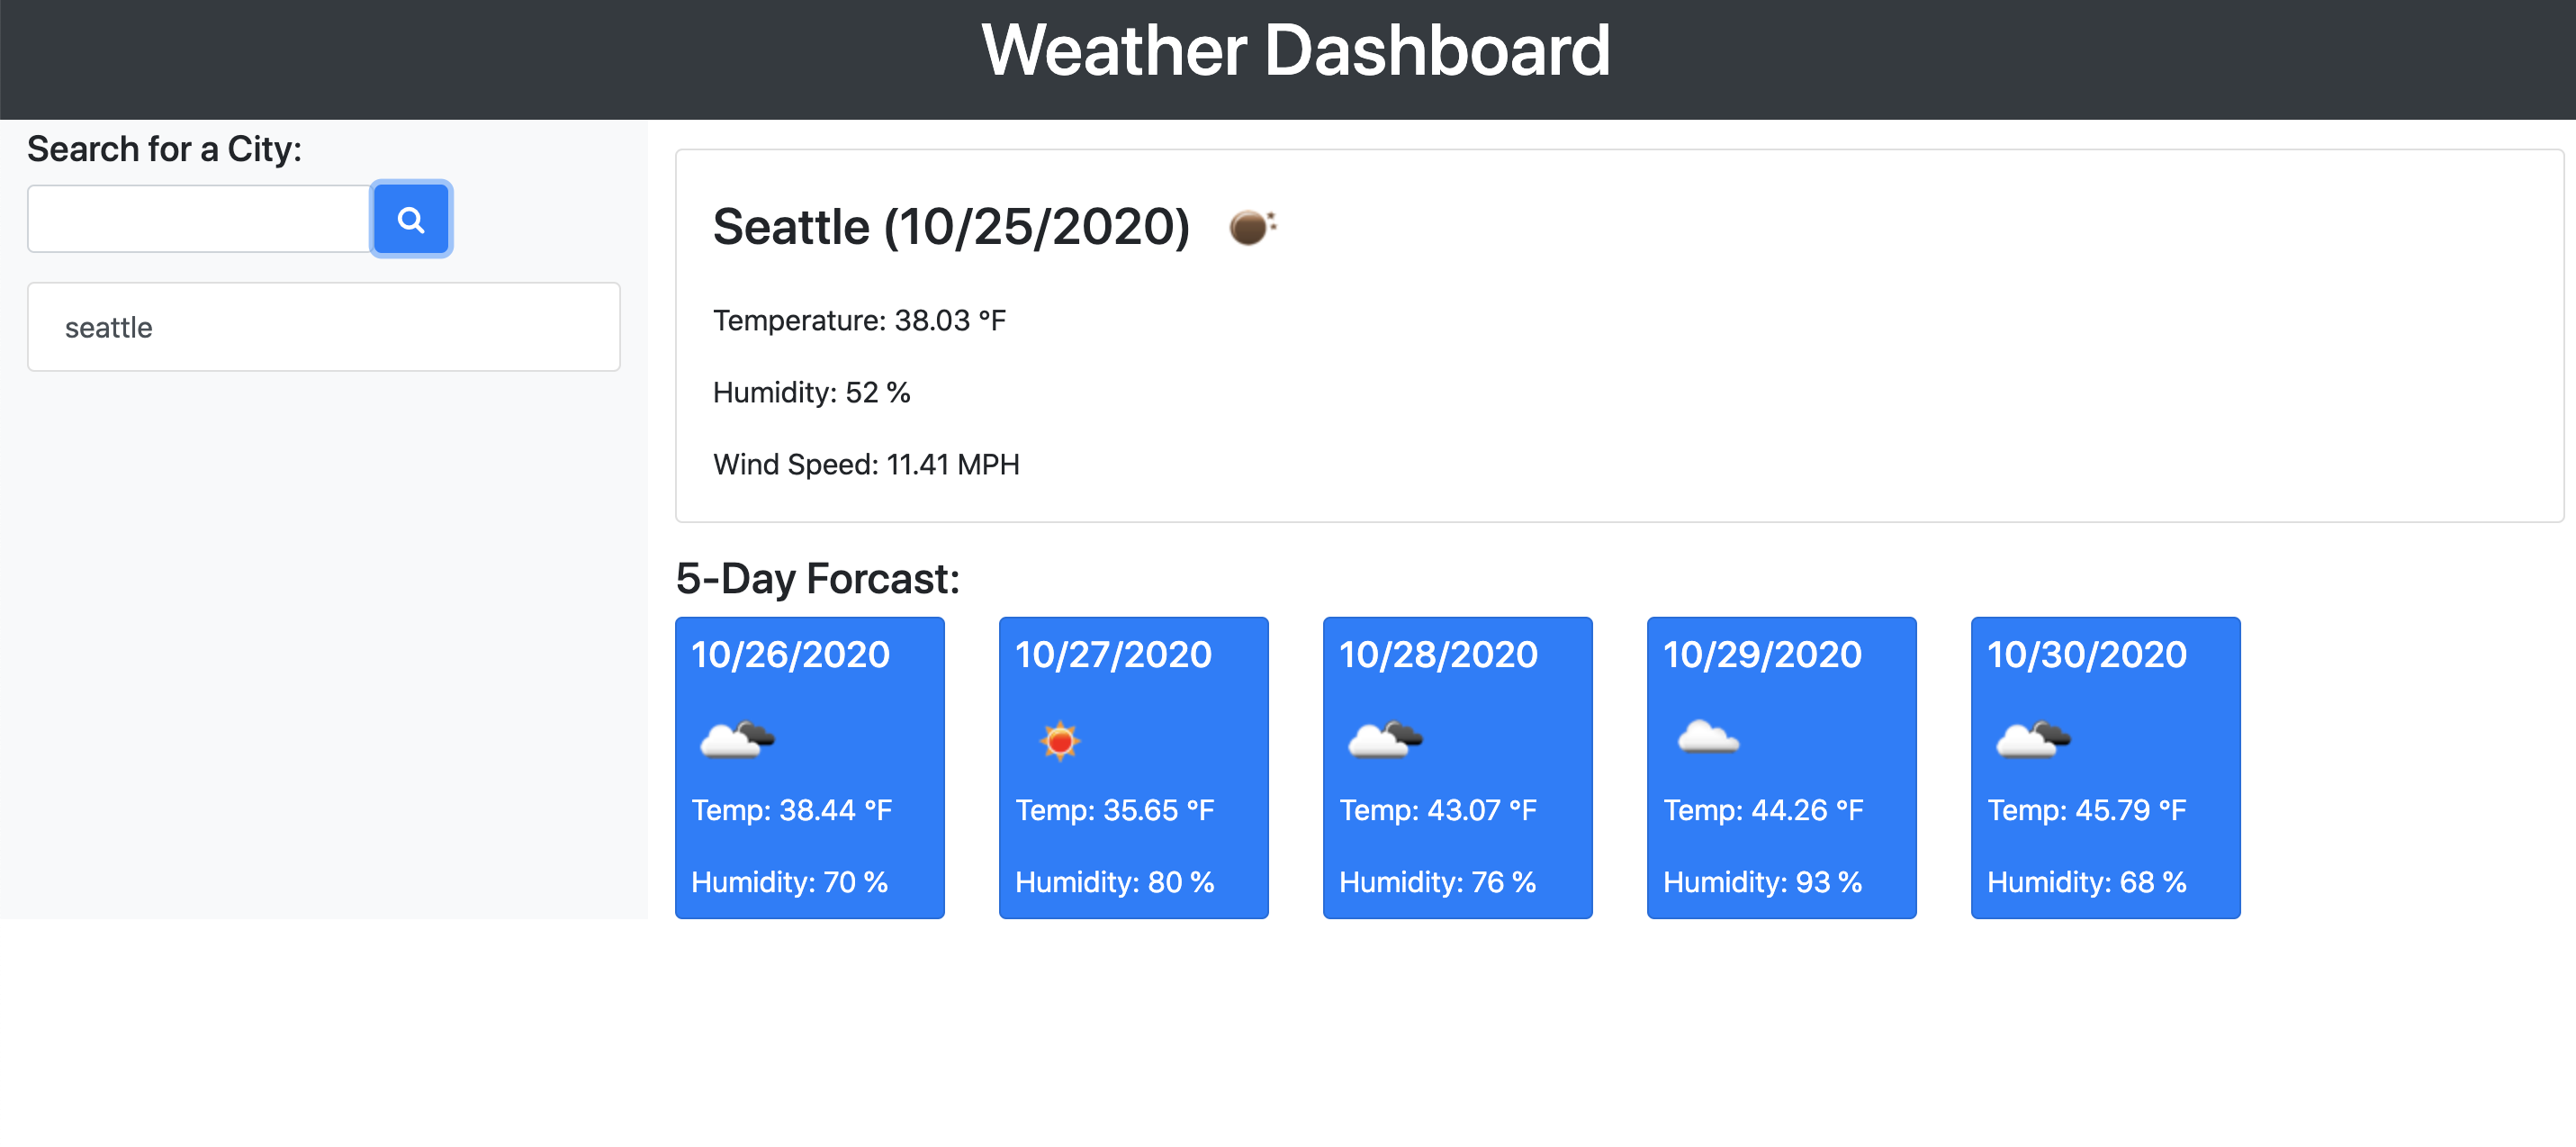 Weather Dashboard
Search for a City:
seattle
Seattle (10/25/2020)
Temperature: 38.03 °F
Humidity: 52 %
Wind Speed: 11.41 MPH
5-Day Forcast:
10/26/2020
Temp: 38.44 °F
Humidity: 70 %
10/27/2020
Temp: 35.65 °F
Humidity: 80 %
10/28/2020
Temp: 43.07 °F
Humidity: 76 %
10/29/2020
Temp: 44.26 °F
Humidity: 93 %
10/30/2020
Temp: 45.79 °F
Humidity: 68 %